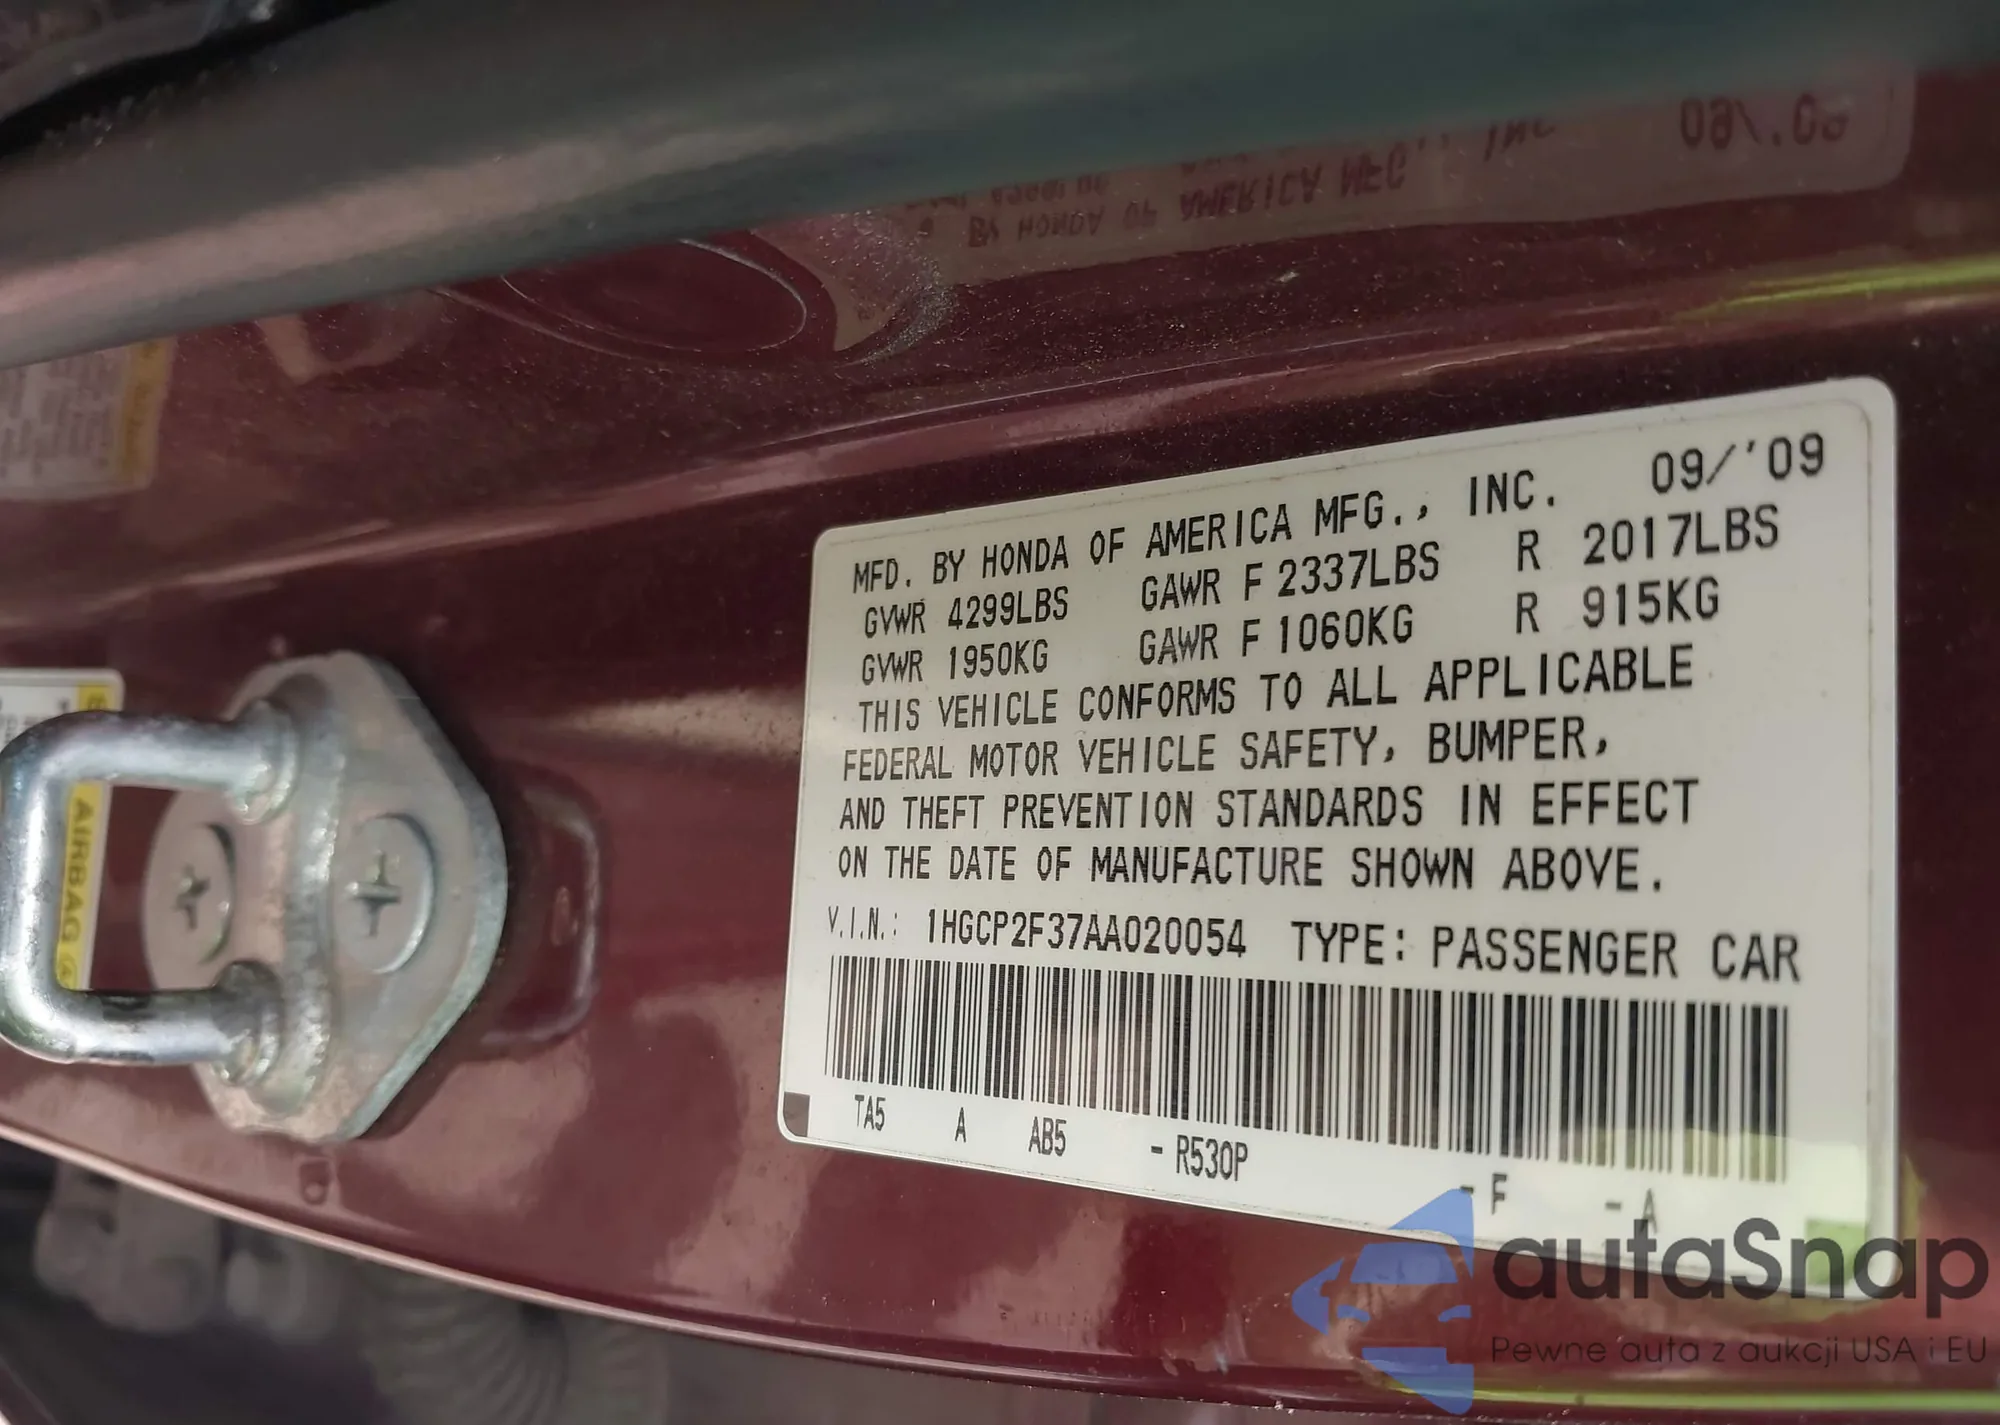 MFD. BY HONDA OF AMERICA MFG., INC. 09/'09
GVWR 4299LBS GAWR F 2337LBS R 2017LBS
GVWR 1950KG GAWR F 1060KG R 915KG
THIS VEHICLE CONFORMS TO ALL APPLICABLE
FEDERAL MOTOR VEHICLE SAFETY, BUMPER,
AND THEFT PREVENTION STANDARDS IN EFFECT
ON THE DATE OF MANUFACTURE SHOWN ABOVE.
V.I.N.: 1HGCP2F37AA020054 TYPE: PASSENGER CAR
TA5 A AB5 - R530P - F - A
AIRBAG
autaSnap
Pewne auta z aukcji USA i EU